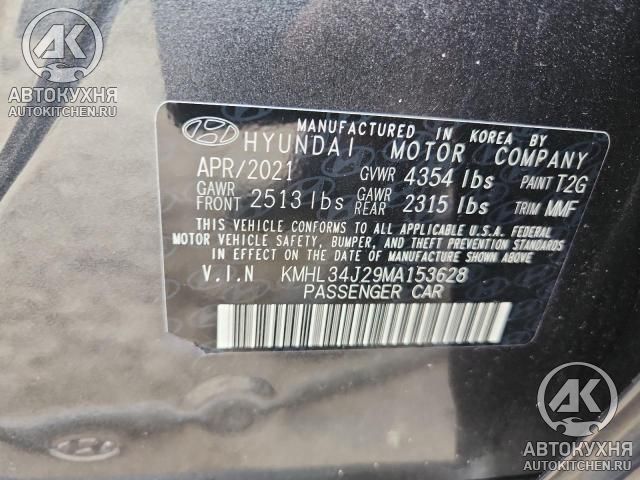 АВТОКУХНЯ
AUTOKITCHEN.RU
MANUFACTURED IN KOREA BY
HYUNDAI MOTOR COMPANY
APR/2021 GVWR 4354 lbs PAINT T2G
GAWR FRONT 2513 lbs GAWR REAR 2315 lbs TRIM MMF
THIS VEHICLE CONFORMS TO ALL APPLICABLE U.S.A. FEDERAL
MOTOR VEHICLE SAFETY, BUMPER, AND THEFT PREVENTION STANDARDS
IN EFFECT ON THE DATE OF MANUFACTURE SHOWN ABOVE.
V.I.N KMHL34J29MA153628
PASSENGER CAR
АК
АВТОКУХНЯ
AUTOKITCHEN.RU